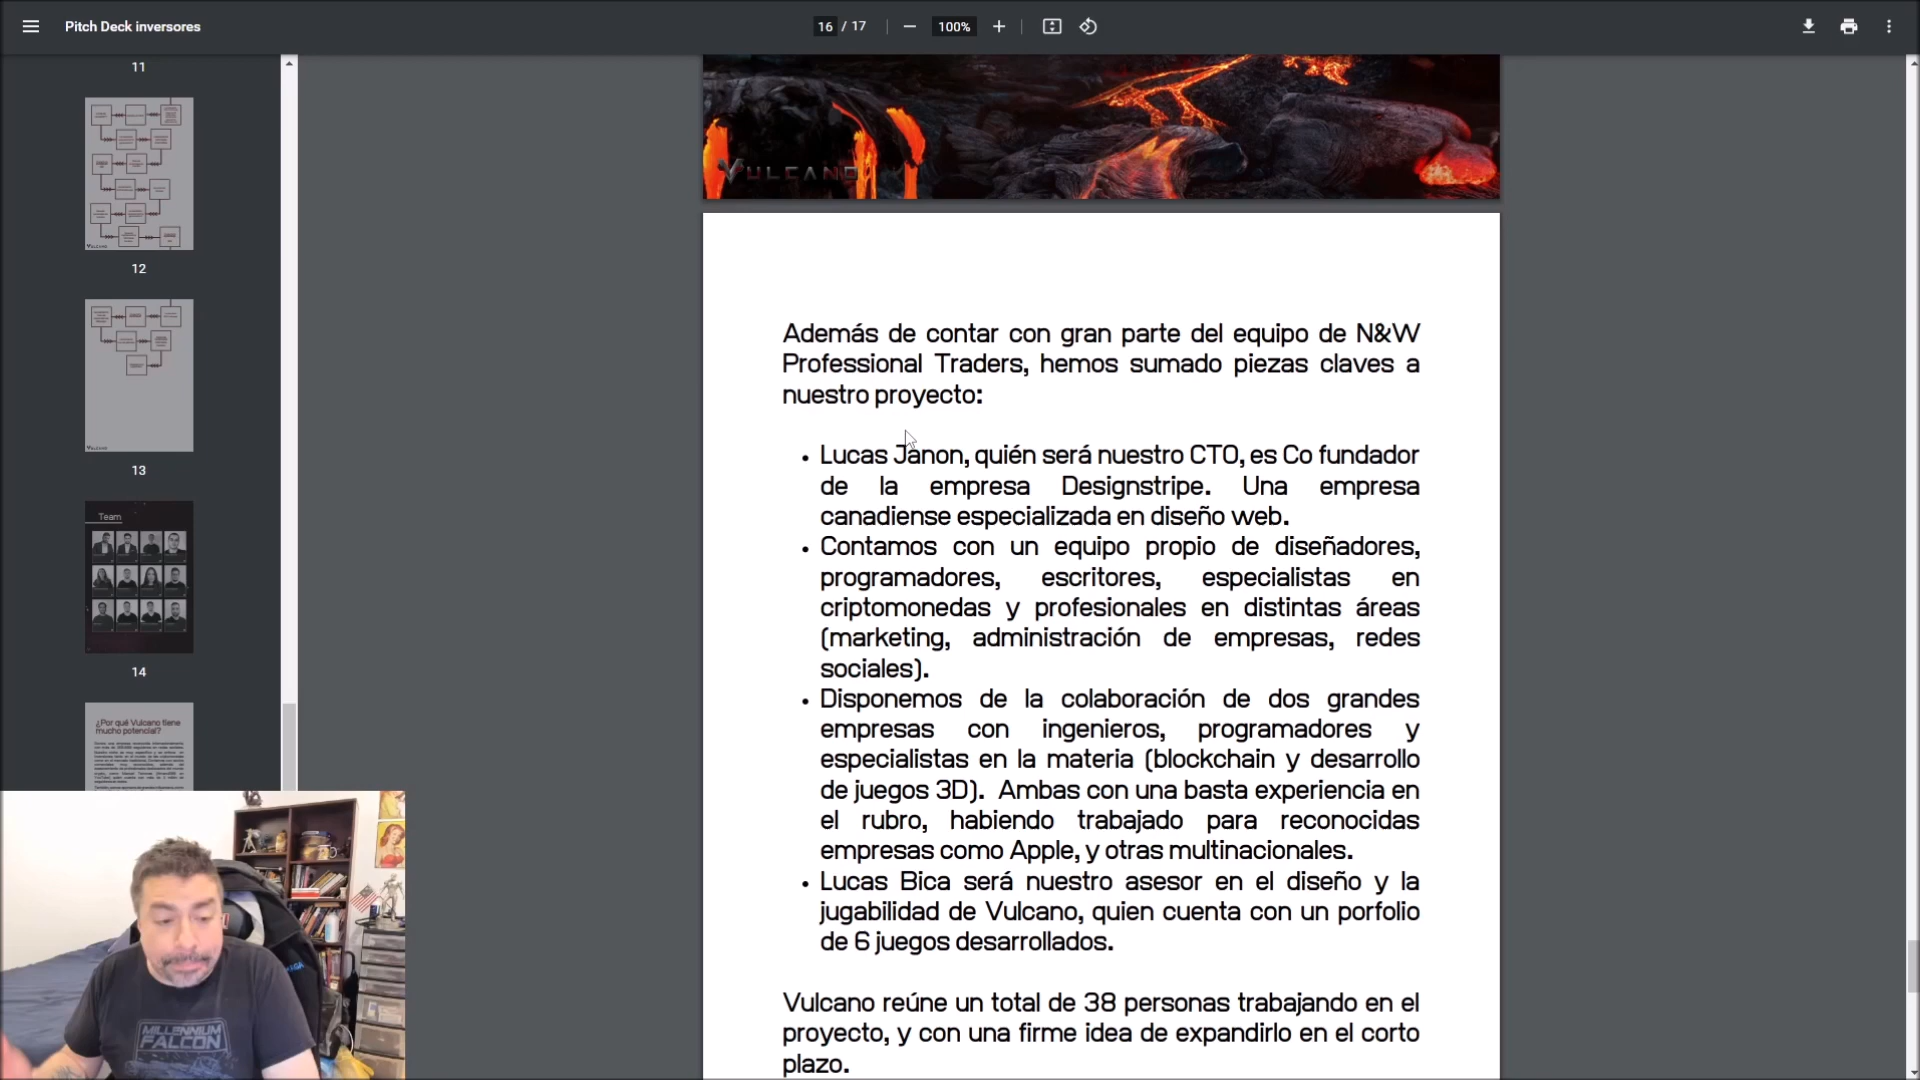 Pitch Deck inversores
16 / 17
100%
11
12
13
Team
14
¿Por qué Vulcano tiene
mucho potencial?
VULCANO
Además de contar con gran parte del equipo de N&W
Professional Traders, hemos sumado piezas claves a
nuestro proyecto:
• Lucas Janon, quién será nuestro CTO, es Co fundador
de la empresa Designstripe. Una empresa
canadiense especializada en diseño web.
• Contamos con un equipo propio de diseñadores,
programadores, escritores, especialistas en
criptomonedas y profesionales en distintas áreas
(marketing, administración de empresas, redes
sociales).
• Disponemos de la colaboración de dos grandes
empresas con ingenieros, programadores y
especialistas en la materia (blockchain y desarrollo
de juegos 3D). Ambas con una basta experiencia en
el rubro, habiendo trabajado para reconocidas
empresas como Apple, y otras multinacionales.
• Lucas Bica será nuestro asesor en el diseño y la
jugabilidad de Vulcano, quien cuenta con un porfolio
de 6 juegos desarrollados.
Vulcano reúne un total de 38 personas trabajando en el
proyecto, y con una firme idea de expandirlo en el corto
plazo.
MILLENNIUM
FALCON